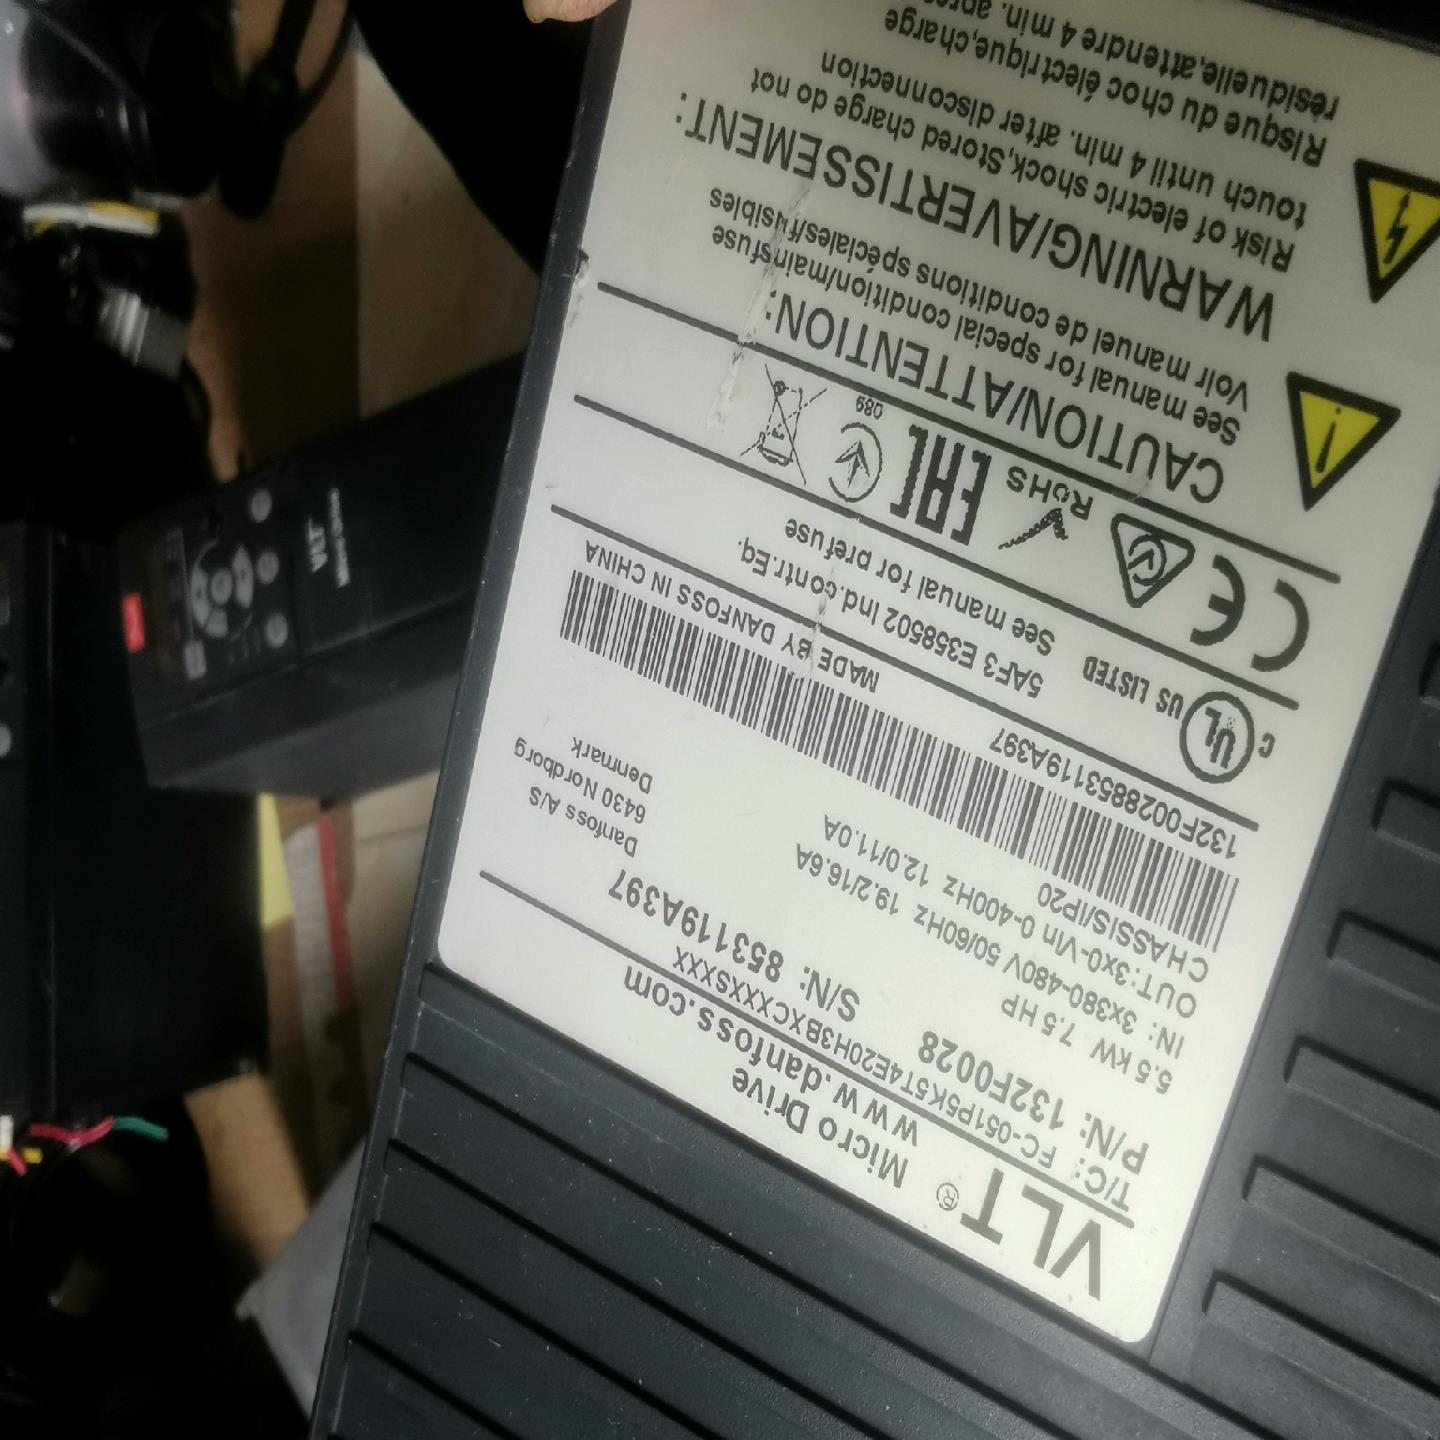 VLT® Micro Drive
www.danfoss.com
T/C: FC-051P5K5T4E20H3BXCXXXSXXX
P/N: 132F0028 S/N: 853119A397
5.5 kW 7.5 HP
IN: 3x380-480V 50/60Hz 19.2/16.6A
OUT: 3x0-Vin 0-400Hz 12.0/11.0A
CHASSIS/IP20
Danfoss A/S
6430 Nordborg
Denmark
132F0028853119A397
MADE BY DANFOSS IN CHINA
C UL US LISTED
5AF3 E358502 Ind.contr.Eq.
See manual for prefuse
CE
RoHS
EAC
089
CAUTION/ATTENTION:
See manual for special condition/mainsfuse
Voir manuel de conditions spéciales/fusibles
WARNING/AVERTISSEMENT:
Risk of electric shock,Stored charge do not
touch until 4 min. after disconnection
Risque du choc électrique,charge
résiduelle,attendre 4 min.
VLT